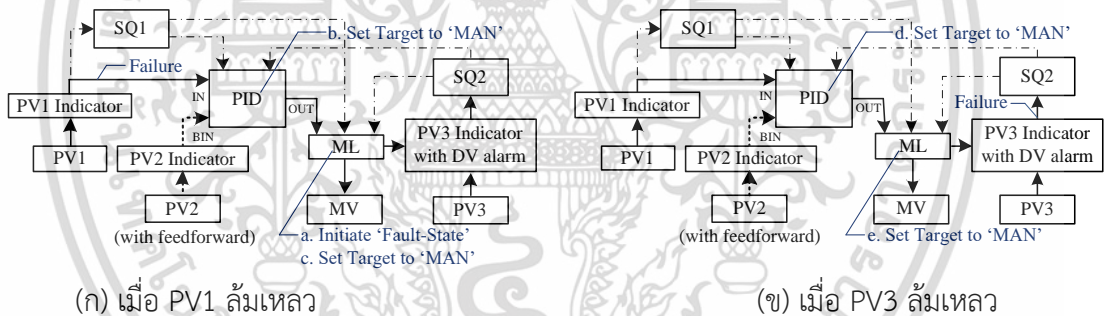 SQ1
b. Set Target to ‘MAN’
Failure
SQ2
PID
IN
OUT
BIN
PV1 Indicator
PV1
PV2 Indicator
ML
PV3 Indicator
with DV alarm
PV2
MV
PV3
(with feedforward)
a. Initiate ‘Fault-State’
c. Set Target to ‘MAN’
(ก) เมื่อ PV1 ล้มเหลว
SQ1
d. Set Target to ‘MAN’
SQ2
PID
IN
OUT
BIN
Failure
PV1 Indicator
PV1
PV2 Indicator
ML
PV3 Indicator
with DV alarm
PV2
MV
PV3
(with feedforward)
e. Set Target to ‘MAN’
(ข) เมื่อ PV3 ล้มเหลว